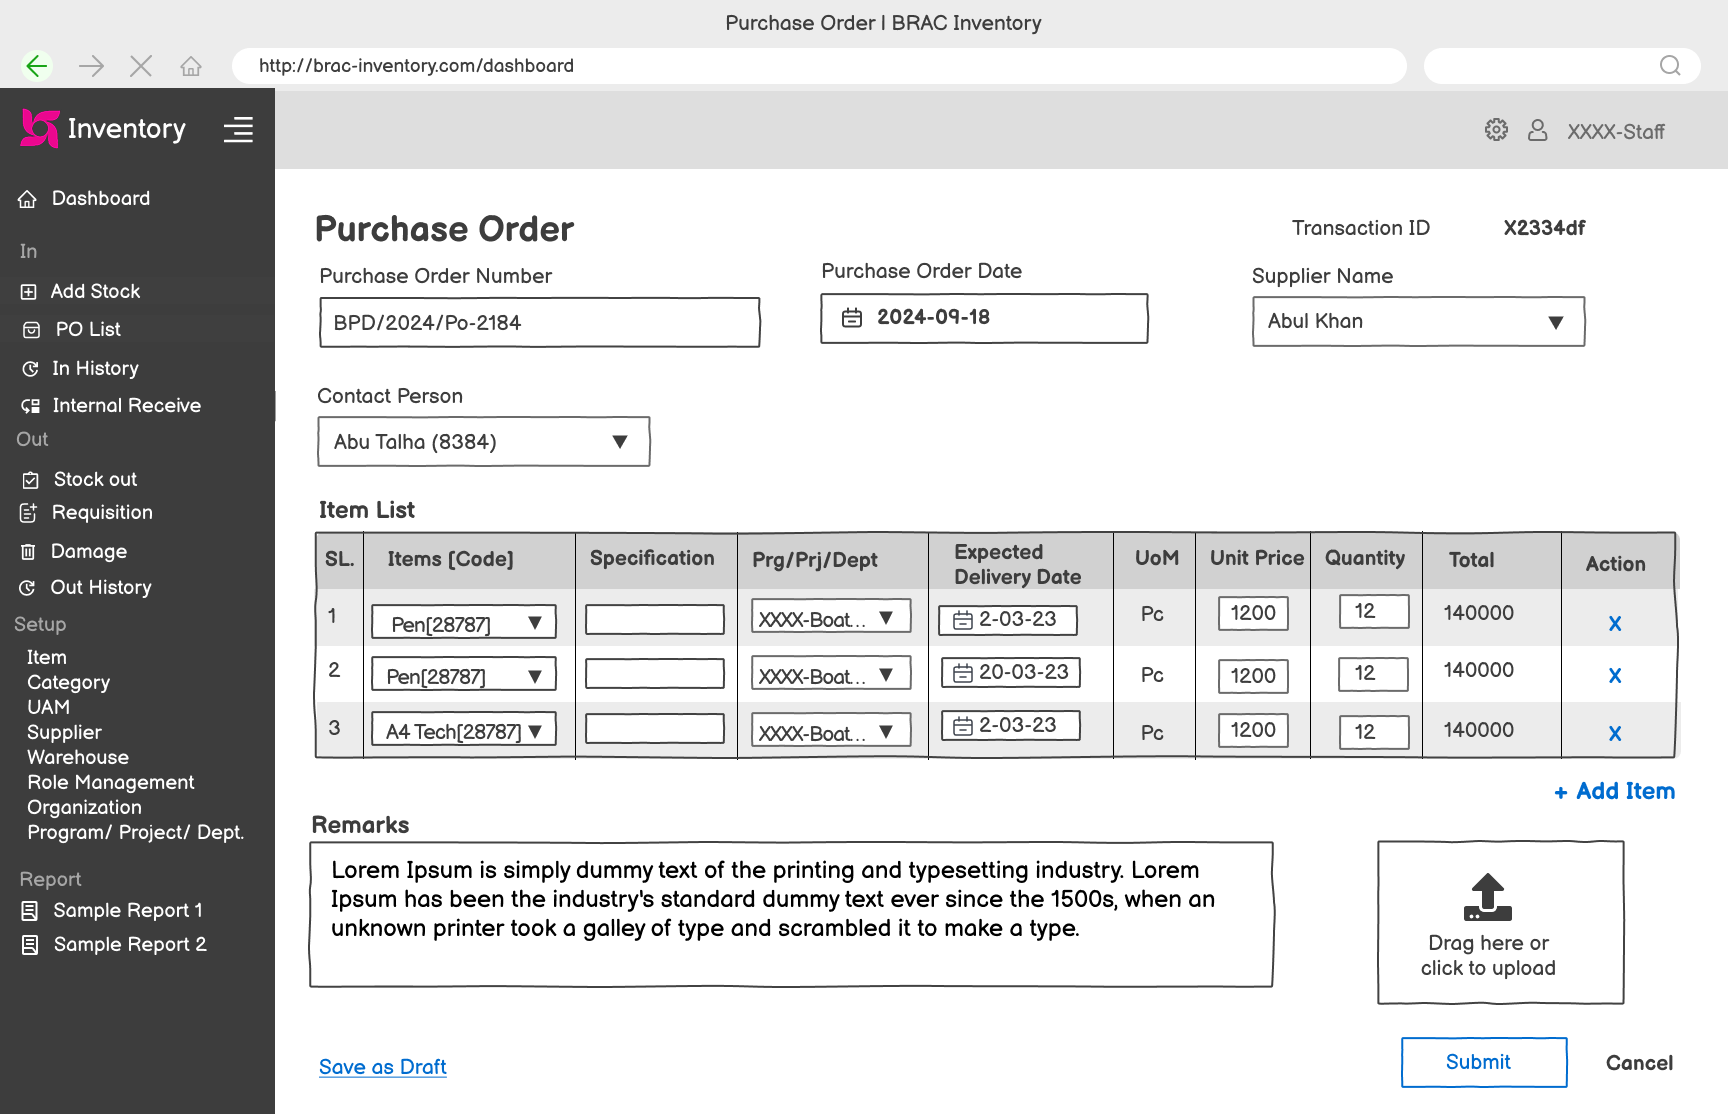 Purchase Order | BRAC Inventory
http://brac-inventory.com/dashboard
Inventory
XXXX-Staff
Dashboard
In
Add Stock
PO List
In History
Internal Receive
Out
Stock out
Requisition
Damage
Out History
Setup
Item
Category
UAM
Supplier
Warehouse
Role Management
Organization
Program/ Project/ Dept.
Report
Sample Report 1
Sample Report 2
Purchase Order
Transaction ID X2334df
Purchase Order Number
BPD/2024/Po-2184
Purchase Order Date
2024-09-18
Supplier Name
Abul Khan
Contact Person
Abu Talha (8384)
Item List
SL. Items [Code] Specification Prg/Prj/Dept Expected Delivery Date UoM Unit Price Quantity Total Action
1 Pen[28787] XXXX-Boat... 2-03-23 Pc 1200 12 140000 X
2 Pen[28787] XXXX-Boat... 20-03-23 Pc 1200 12 140000 X
3 A4 Tech[28787] XXXX-Boat... 2-03-23 Pc 1200 12 140000 X
+ Add Item
Remarks
Lorem Ipsum is simply dummy text of the printing and typesetting industry. Lorem
Ipsum has been the industry's standard dummy text ever since the 1500s, when an
unknown printer took a galley of type and scrambled it to make a type.
Drag here or
click to upload
Save as Draft
Submit
Cancel